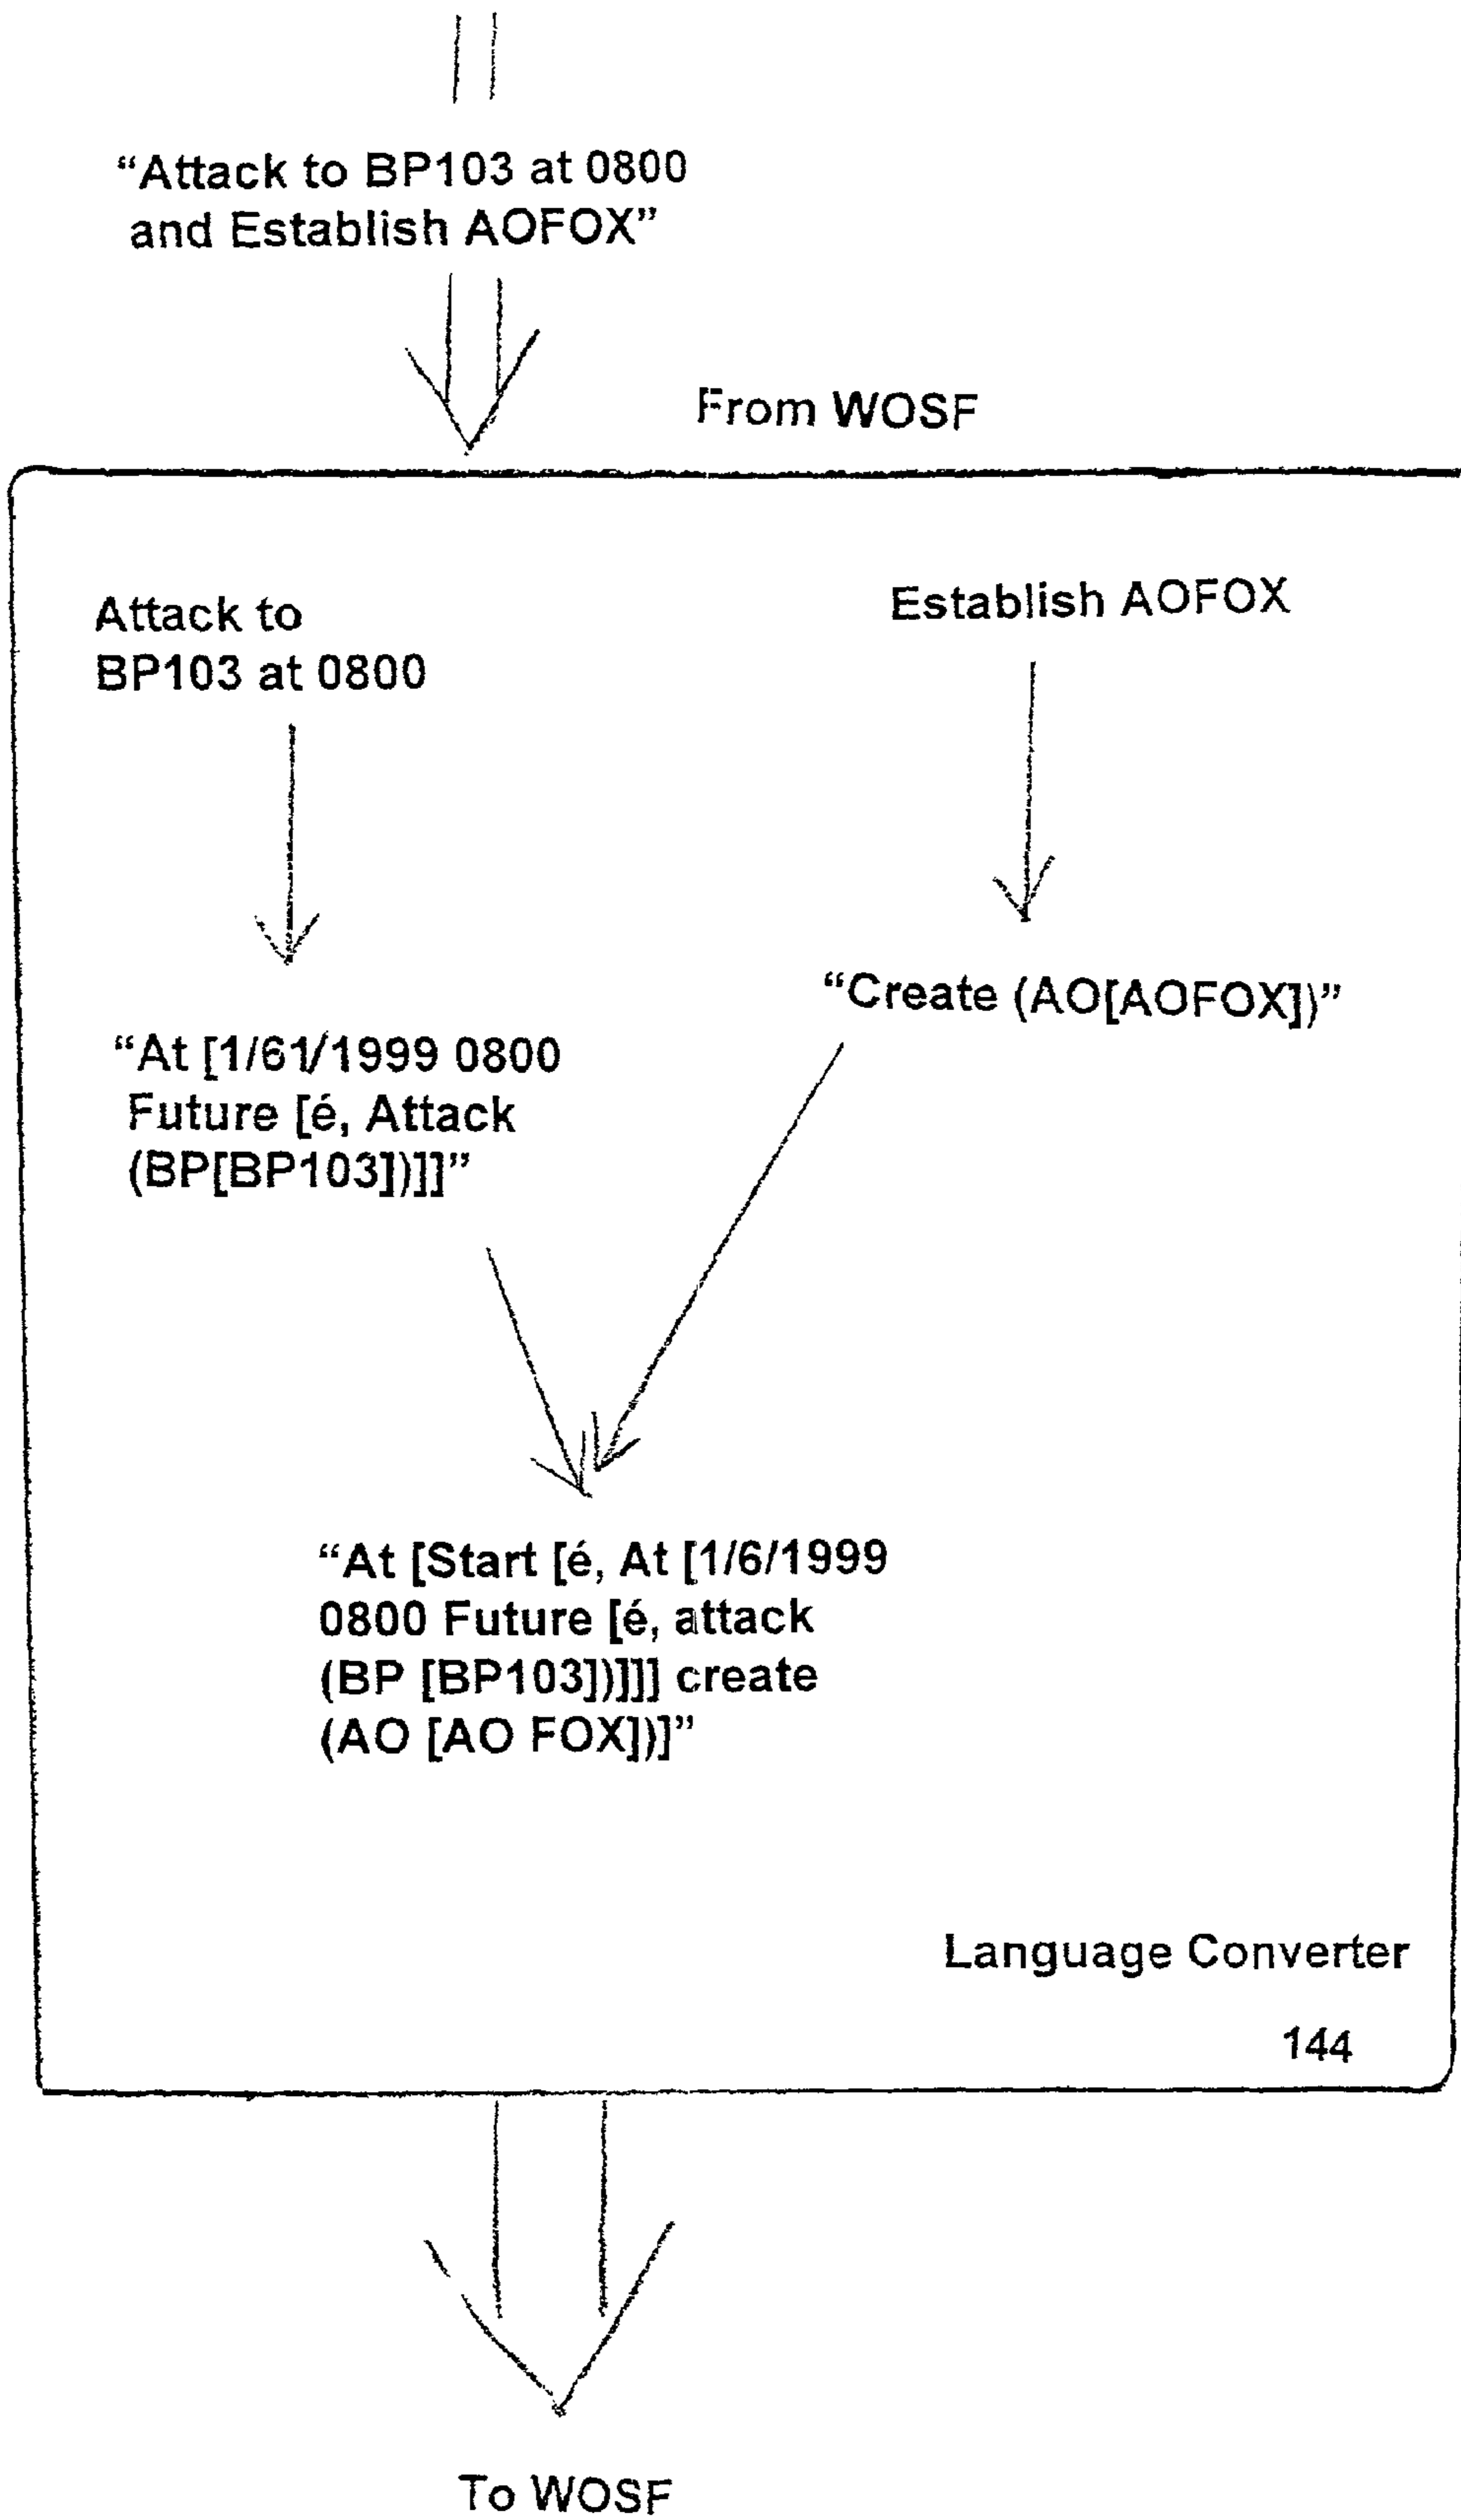 “Attack to BP103 at 0800
and Establish AOFOX”
From WOSF
Attack to
BP103 at 0800
Establish AOFOX
“Create (AO[AOFOX])”
“At [1/61/1999 0800
Future [é, Attack
(BP[BP103])]]”
“At [Start [é, At [1/6/1999
0800 Future [é, attack
(BP [BP103])]]] create
(AO [AO FOX])]”
Language Converter
144
To WOSF